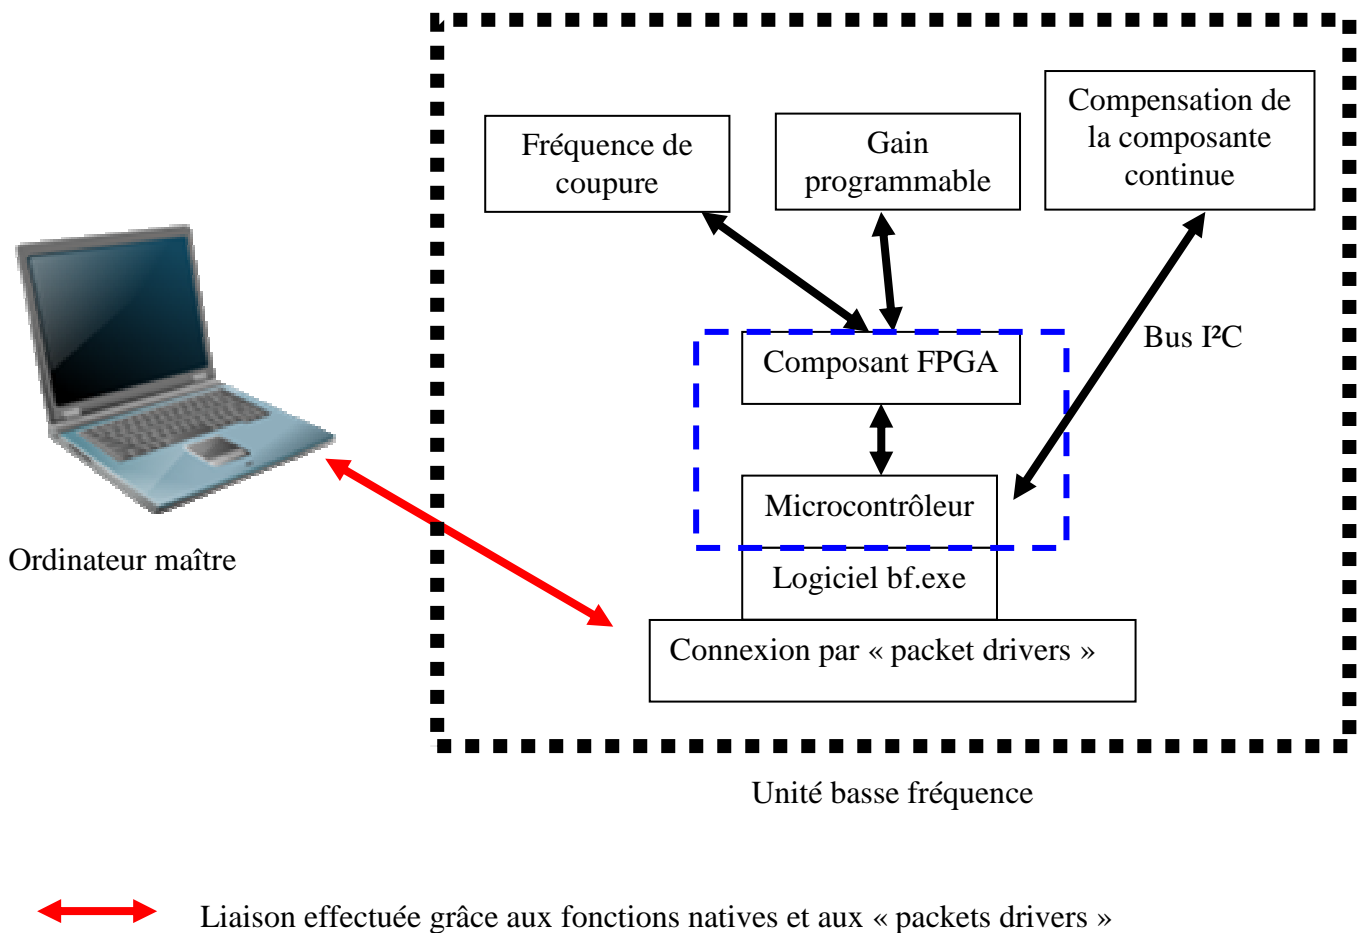 Fréquence de
coupure
Gain
programmable
Compensation de
la composante
continue
Bus I²C
Composant FPGA
Microcontrôleur
Ordinateur maître
Logiciel bf.exe
Connexion par « packet drivers »
Unité basse fréquence
Liaison effectuée grâce aux fonctions natives et aux « packets drivers »